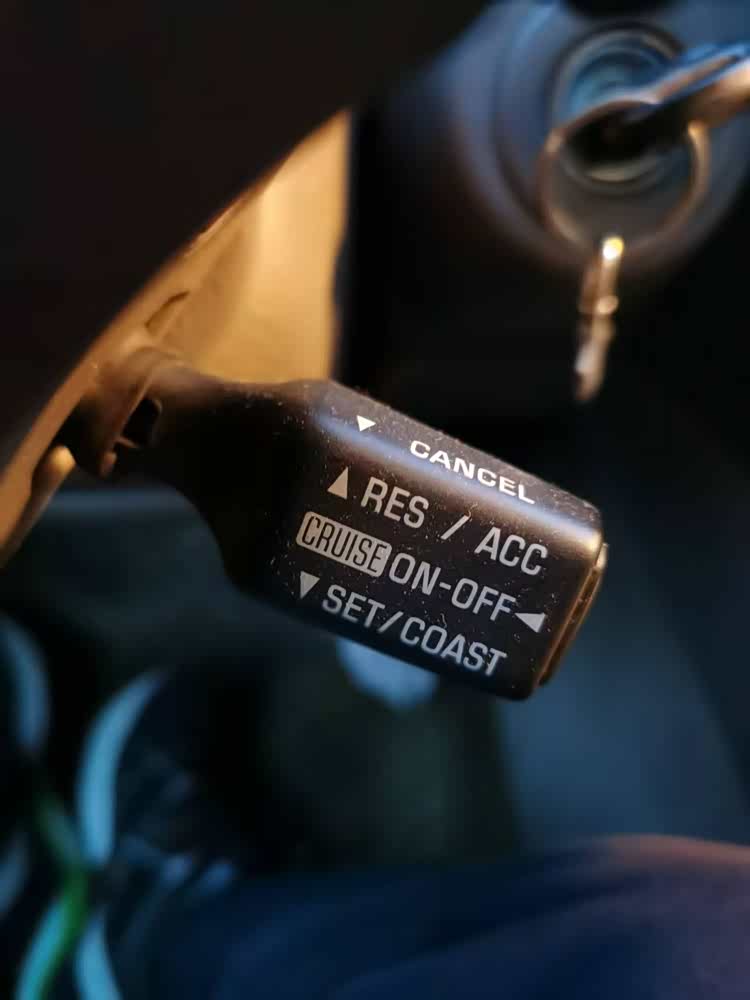 CANCEL
RES / ACC
CRUISE ON-OFF
SET/COAST